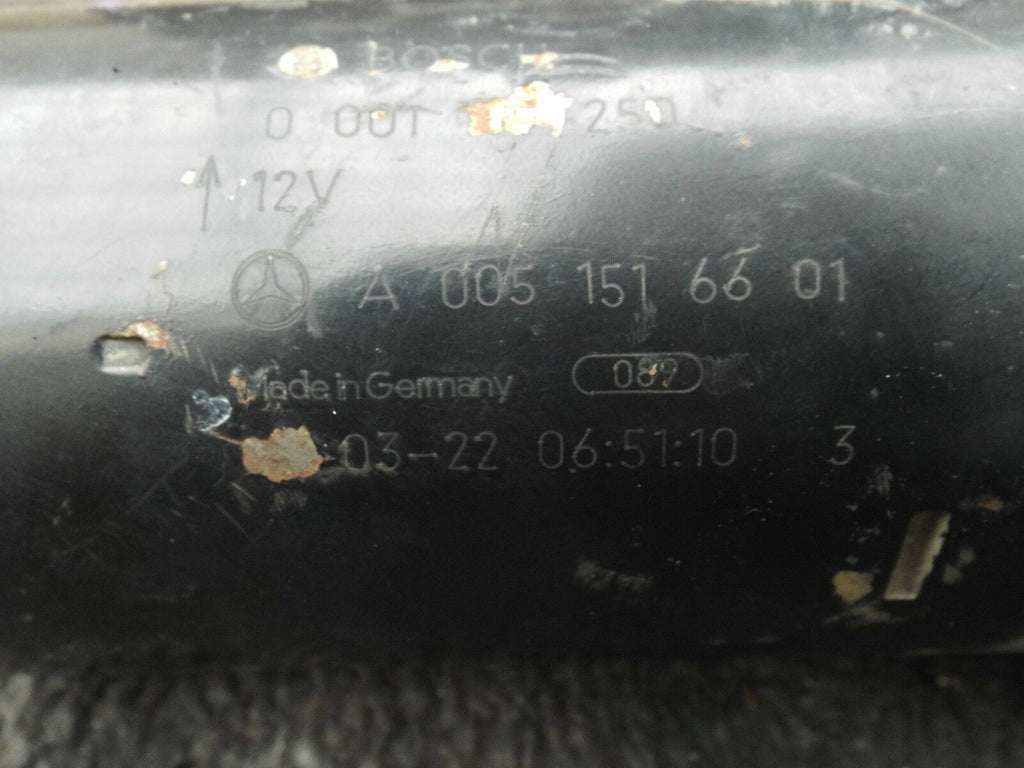 BOSCH
0 001 250
12V
A 005 151 66 01
Made in Germany 089
03-22 06:51:10 3